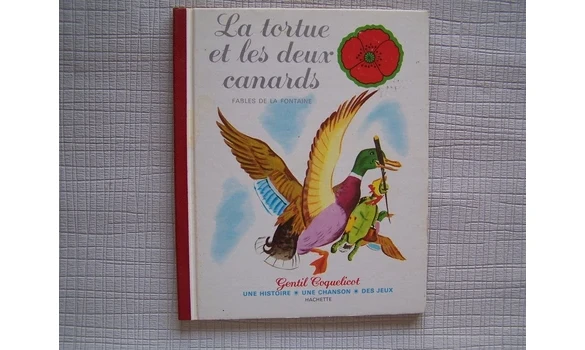 La tortue
et les deux
canards
FABLES DE LA FONTAINE
Gentil Coquelicot
UNE HISTOIRE ★ UNE CHANSON ★ DES JEUX
HACHETTE